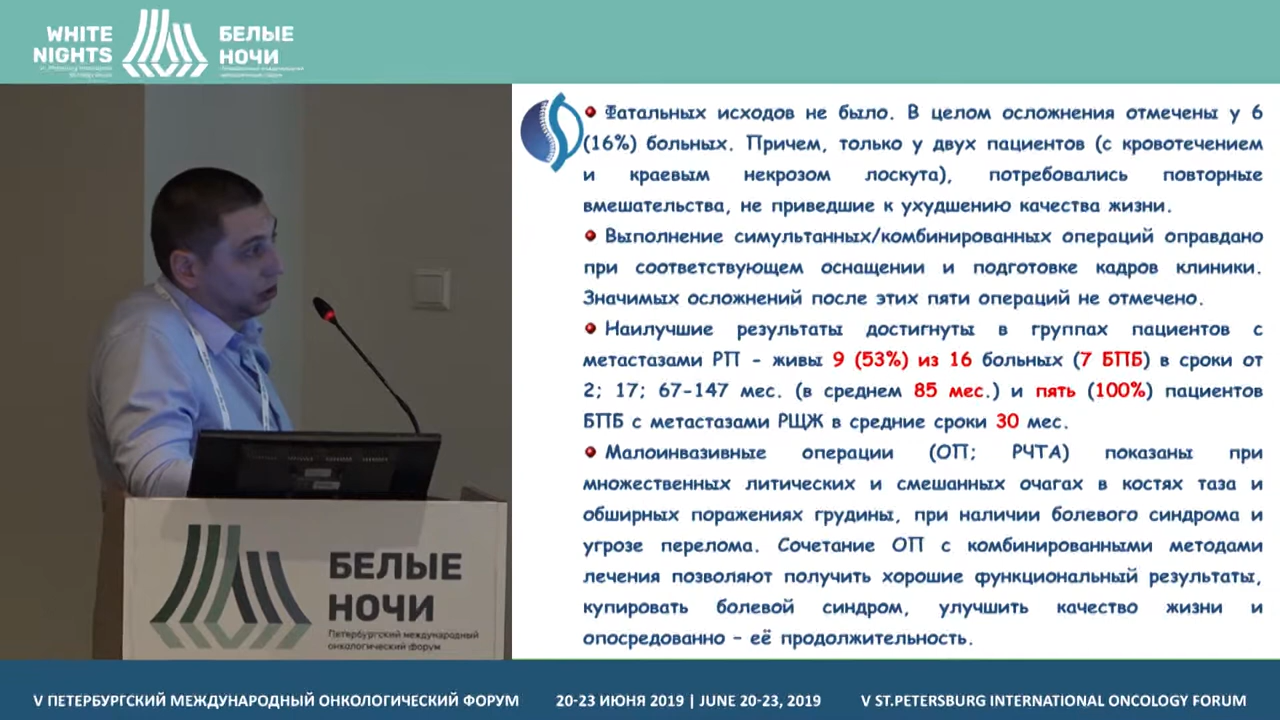 WHITE
NIGHTS
БЕЛЫЕ
НОЧИ
Фатальных исходов не было. В целом осложнения отмечены у 6
(16%) больных. Причем, только у двух пациентов (с кровотечением
и краевым некрозом лоскута), потребовались повторные
вмешательства, не приведшие к ухудшению качества жизни.
Выполнение симультанных/комбинированных операций оправдано
при соответствующем оснащении и подготовке кадров клиники.
Значимых осложнений после этих пяти операций не отмечено.
Наилучшие результаты достигнуты в группах пациентов с
метастазами РП - живы 9 (53%) из 16 больных (7 БПБ) в сроки от
2; 17; 67-147 мес. (в среднем 85 мес.) и пять (100%) пациентов
БПБ с метастазами РЩЖ в средние сроки 30 мес.
Малоинвазивные операции (ОП; РЧТА) показаны при
множественных литических и смешанных очагах в костях таза и
обширных поражениях грудины, при наличии болевого синдрома и
угрозе перелома. Сочетание ОП с комбинированными методами
лечения позволяют получить хорошие функциональный результаты,
купировать болевой синдром, улучшить качество жизни и
опосредованно – её продолжительность.
БЕЛЫЕ
НОЧИ
Петербургский международный
онкологический форум
V ПЕТЕРБУРГСКИЙ МЕЖДУНАРОДНЫЙ ОНКОЛОГИЧЕСКИЙ ФОРУМ
20-23 ИЮНЯ 2019 | JUNE 20-23, 2019
V ST.PETERSBURG INTERNATIONAL ONCOLOGY FORUM